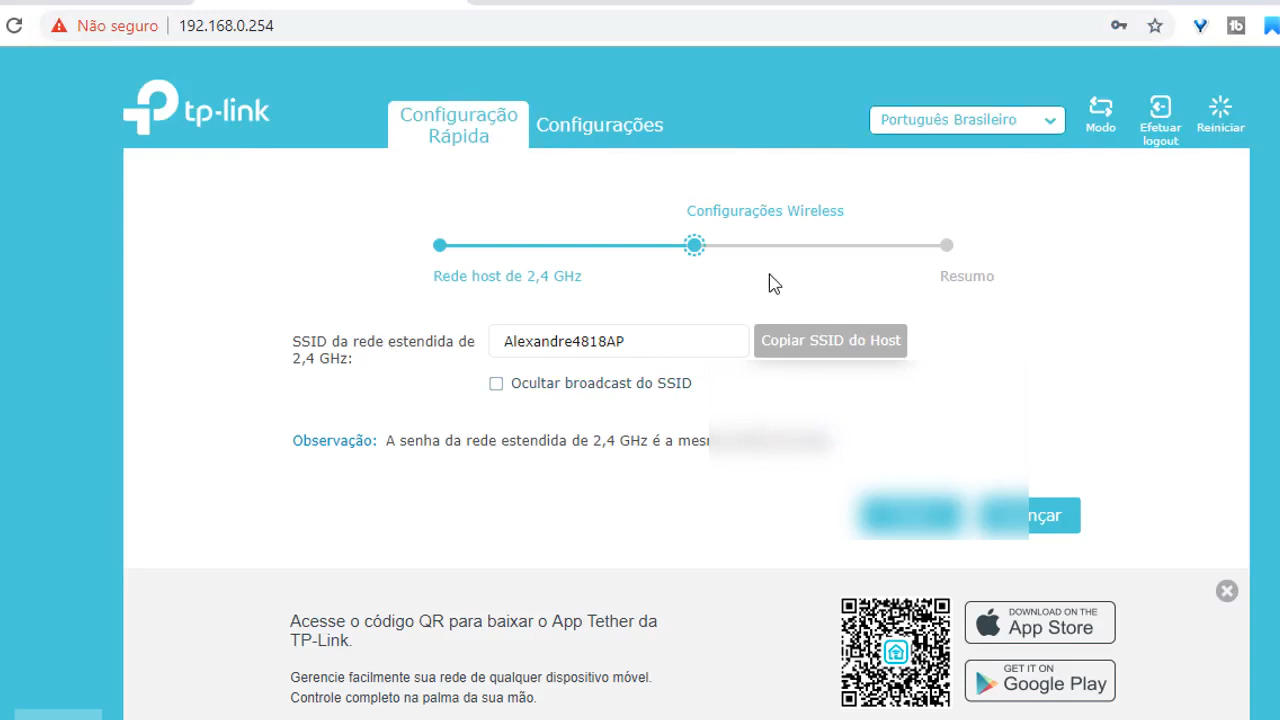 Não seguro
192.168.0.254
tp-link
Configuração
Rápida
Configurações
Português Brasileiro
Modo
Efetuar
logout
Reiniciar
Configurações Wireless
Rede host de 2,4 GHz
Resumo
SSID da rede estendida de
2,4 GHz:
Alexandre4818AP
Copiar SSID do Host
Ocultar broadcast do SSID
Observação: A senha da rede estendida de 2,4 GHz é a
Acesse o código QR para baixar o App Tether da
TP-Link.
Gerencie facilmente sua rede de qualquer dispositivo móvel.
Controle completo na palma da sua mão.
DOWNLOAD ON THE
App Store
GET IT ON
Google Play